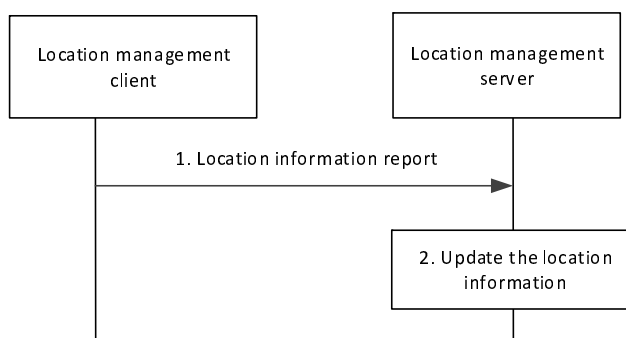 Location management
client
Location management
server
1. Location information report
2. Update the location
information